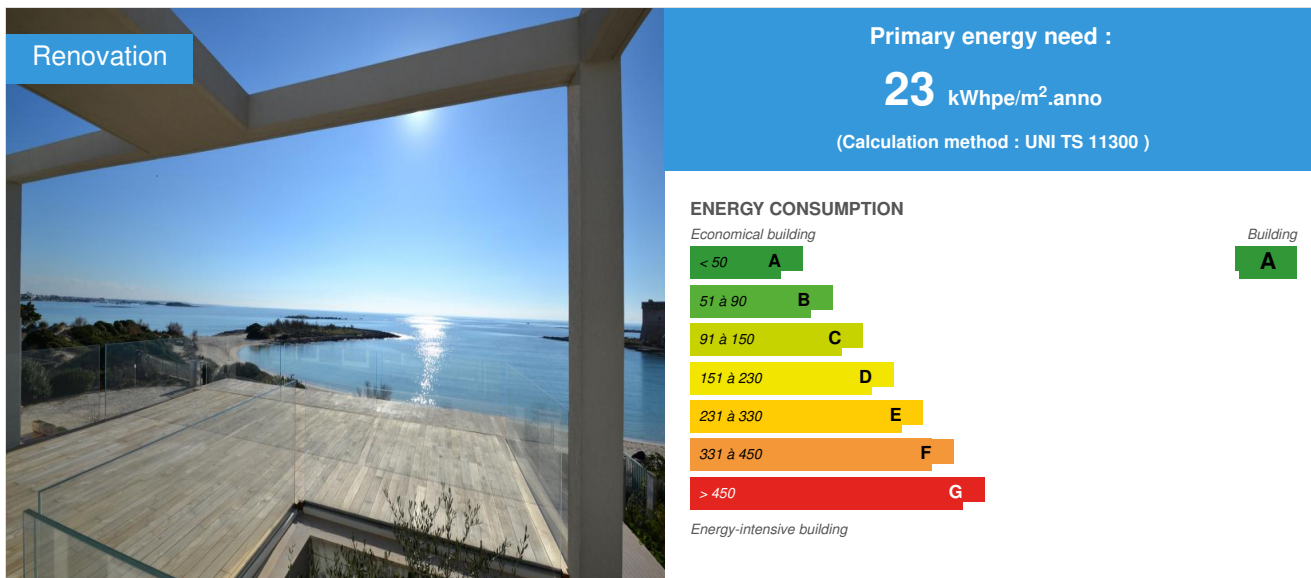 Renovation
Primary energy need :
23 kWhpe/m².anno
(Calculation method : UNI TS 11300 )
ENERGY CONSUMPTION
Economical building
Building
< 50 A
A
51 à 90 B
91 à 150 C
151 à 230 D
231 à 330 E
331 à 450 F
> 450 G
Energy-intensive building